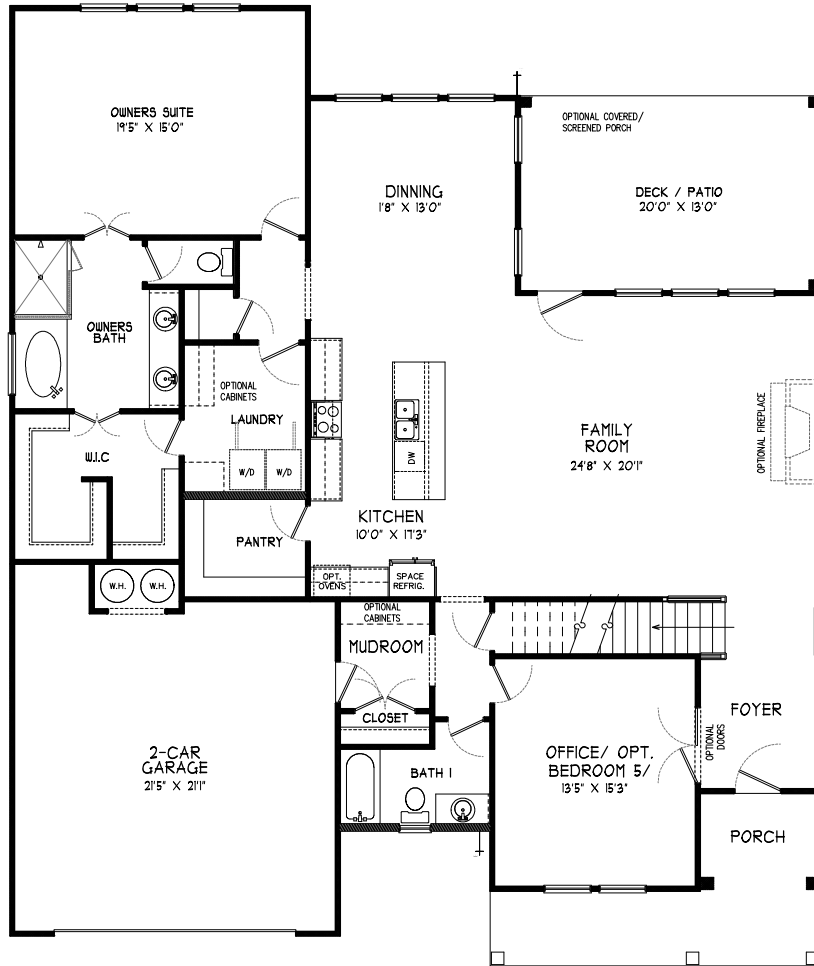 OWNERS SUITE
19'5" X 15'0"
OPTIONAL COVERED/
SCREENED PORCH
DINNING
1'8" X 13'0"
DECK / PATIO
20'0" X 13'0"
OWNERS
BATH
OPTIONAL
CABINETS
LAUNDRY
W/D
W/D
W.I.C
DW
FAMILY
ROOM
24'8" X 20'1"
OPTIONAL FIREPLACE
KITCHEN
10'0" X 17'3"
PANTRY
OPT.
OVENS
SPACE
REFRIG.
W.H.
W.H.
OPTIONAL
CABINETS
MUDROOM
CLOSET
FOYER
OPTIONAL
DOORS
2-CAR
GARAGE
21'5" X 21'1"
BATH 1
OFFICE/ OPT.
BEDROOM 5/
13'5" X 15'3"
PORCH